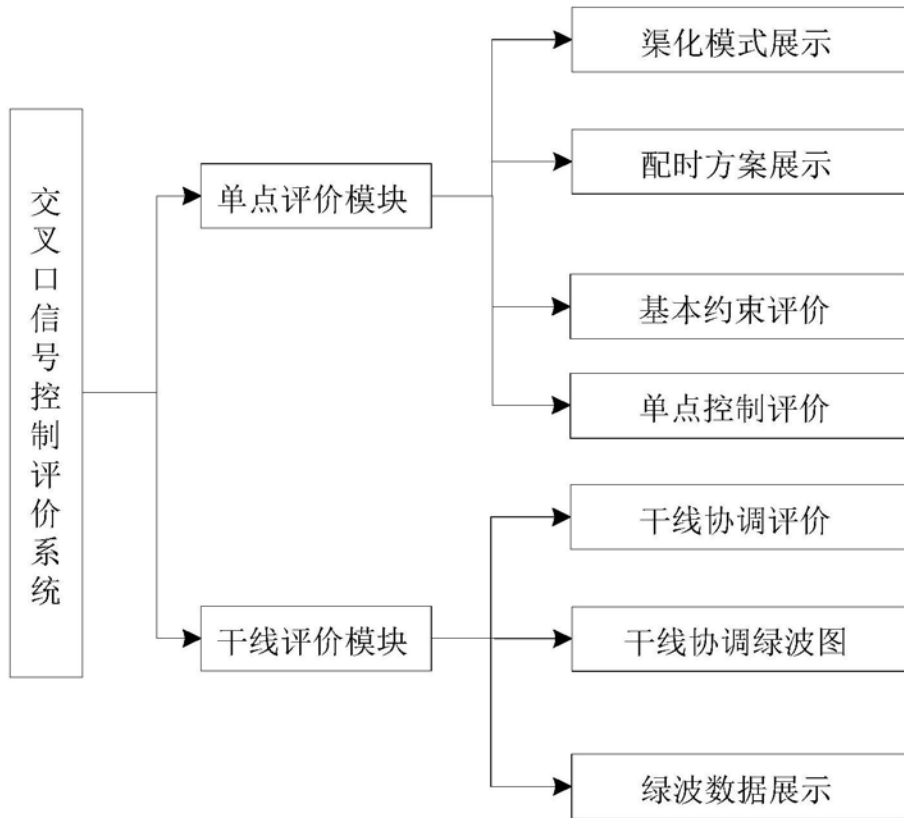 交叉口信号控制评价系统
单点评价模块
渠化模式展示
配时方案展示
基本约束评价
单点控制评价
干线评价模块
干线协调评价
干线协调绿波图
绿波数据展示